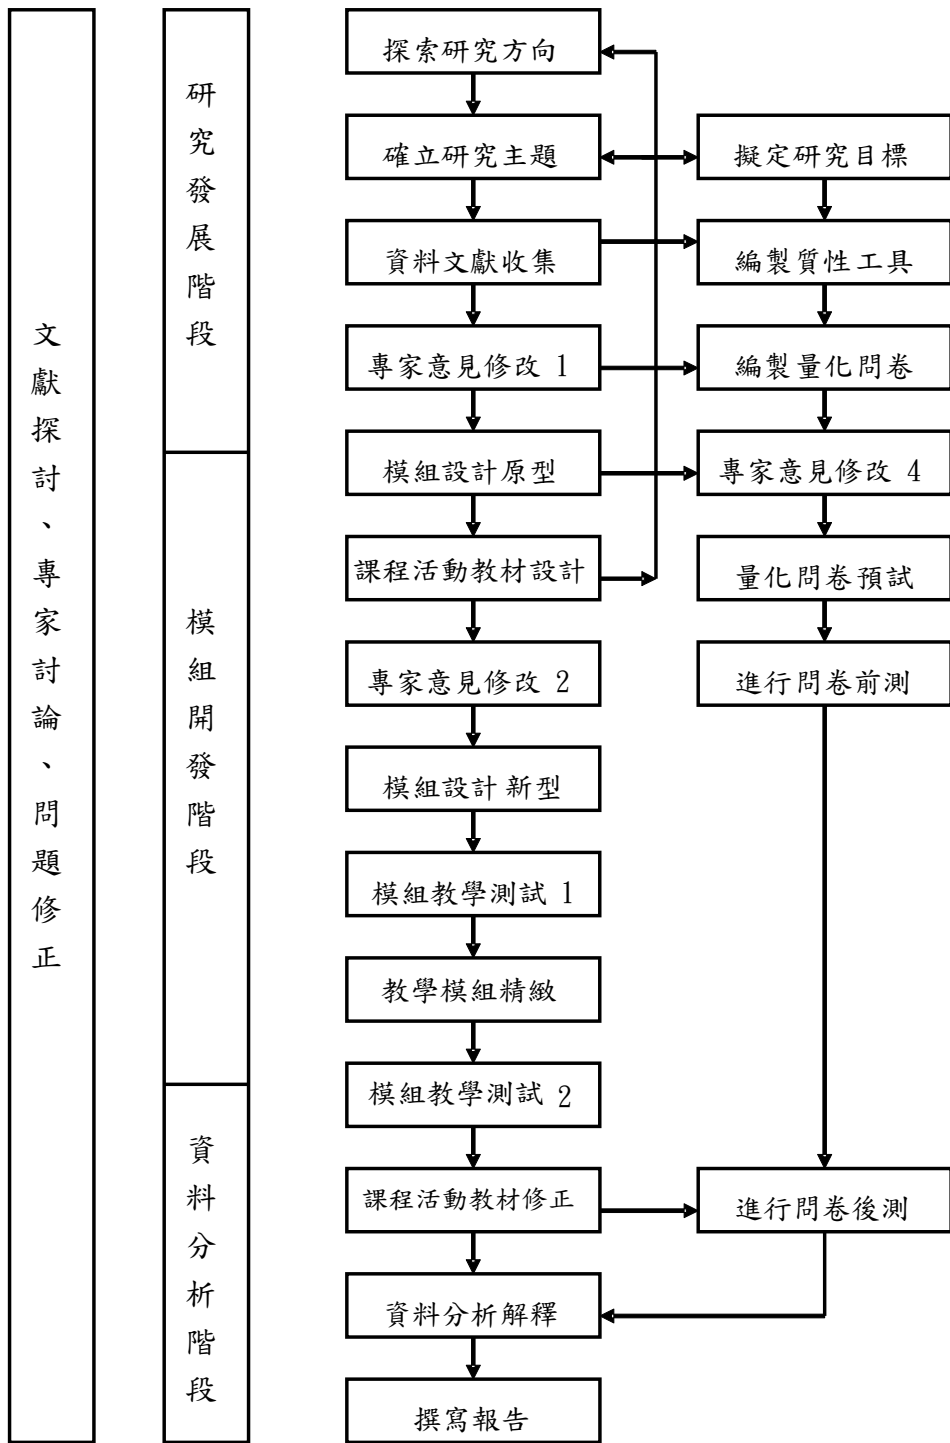 文獻探討、專家討論、問題修正
研究發展階段
模組開發階段
資料分析階段
探索研究方向
確立研究主題
擬定研究目標
資料文獻收集
編製質性工具
專家意見修改 1
編製量化問卷
模組設計原型
專家意見修改 4
課程活動教材設計
量化問卷預試
專家意見修改 2
進行問卷前測
模組設計新型
模組教學測試 1
教學模組精緻
模組教學測試 2
課程活動教材修正
進行問卷後測
資料分析解釋
撰寫報告